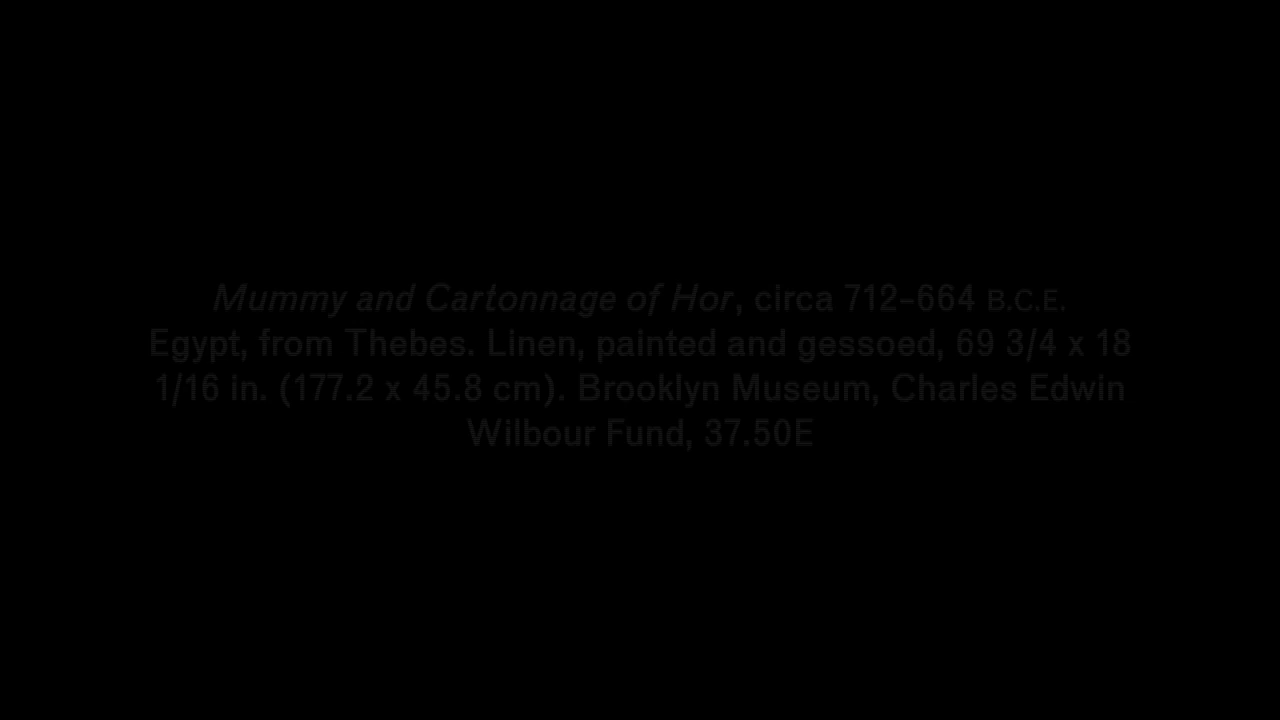 Mummy and Cartonnage of Hor, circa 712-664 B.C.E.
Egypt, from Thebes. Linen, painted and gessoed, 69 3/4 x 18
1/16 in. (177.2 x 45.8 cm). Brooklyn Museum, Charles Edwin
Wilbour Fund, 37.50E